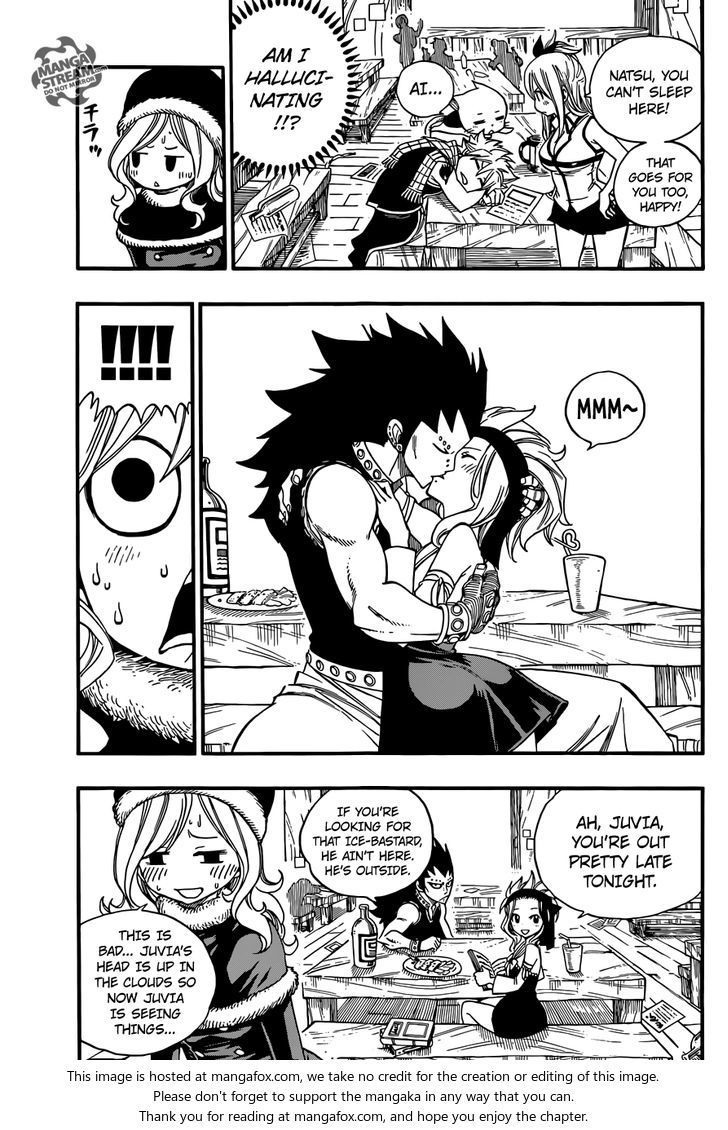 NATSU, YOU
CAN'T SLEEP
HERE!
THAT
GOES FOR
YOU TOO,
HAPPY!
AI...
AM I
HALLUCI-
NATING
!!?
MANGA
STREAM.com
DO NOT MIRROR!
チラッ
MMM~
!!!!
AH, JUVIA,
YOU'RE OUT
PRETTY LATE
TONIGHT.
IF YOU'RE
LOOKING FOR
THAT ICE-BASTARD,
HE AIN'T HERE.
HE'S OUTSIDE.
THIS IS
BAD... JUVIA'S
HEAD IS UP IN
THE CLOUDS SO
NOW JUVIA
IS SEEING
THINGS...
This image is hosted at mangafox.com, we take no credit for the creation or editing of this image.
Please don't forget to support the mangaka in any way that you can.
Thank you for reading at mangafox.com, and hope you enjoy the chapter.